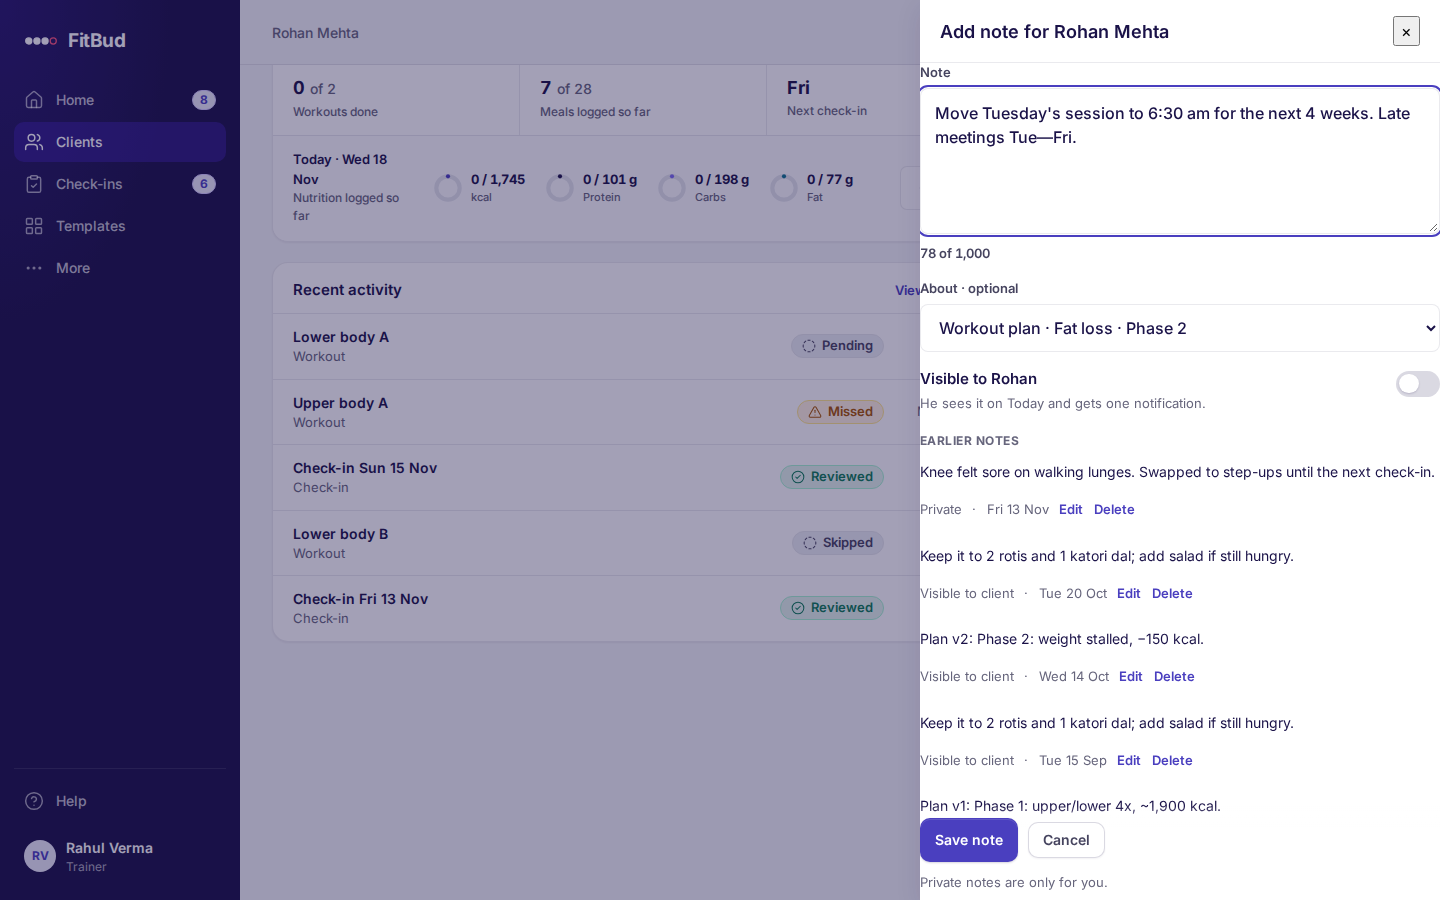 FitBud
Home 8
Clients
Check-ins 6
Templates
More
Help
RV
Rahul Verma
Trainer
Rohan Mehta
0 of 2
Workouts done
7 of 28
Meals logged so far
Fri
Next check-in
Today · Wed 18
Nov
Nutrition logged so
far
0 / 1,745
kcal
0 / 101 g
Protein
0 / 198 g
Carbs
0 / 77 g
Fat
Recent activity
Lower body A
Workout
Pending
Upper body A
Workout
Missed
Check-in Sun 15 Nov
Check-in
Reviewed
Lower body B
Workout
Skipped
Check-in Fri 13 Nov
Check-in
Reviewed
Add note for Rohan Mehta
×
Note
Move Tuesday's session to 6:30 am for the next 4 weeks. Late
meetings Tue—Fri.
78 of 1,000
About · optional
Workout plan · Fat loss · Phase 2
Visible to Rohan
He sees it on Today and gets one notification.
EARLIER NOTES
Knee felt sore on walking lunges. Swapped to step-ups until the next check-in.
Private · Fri 13 Nov Edit Delete
Keep it to 2 rotis and 1 katori dal; add salad if still hungry.
Visible to client · Tue 20 Oct Edit Delete
Plan v2: Phase 2: weight stalled, −150 kcal.
Visible to client · Wed 14 Oct Edit Delete
Keep it to 2 rotis and 1 katori dal; add salad if still hungry.
Visible to client · Tue 15 Sep Edit Delete
Plan v1: Phase 1: upper/lower 4x, ~1,900 kcal.
Save note
Cancel
Private notes are only for you.